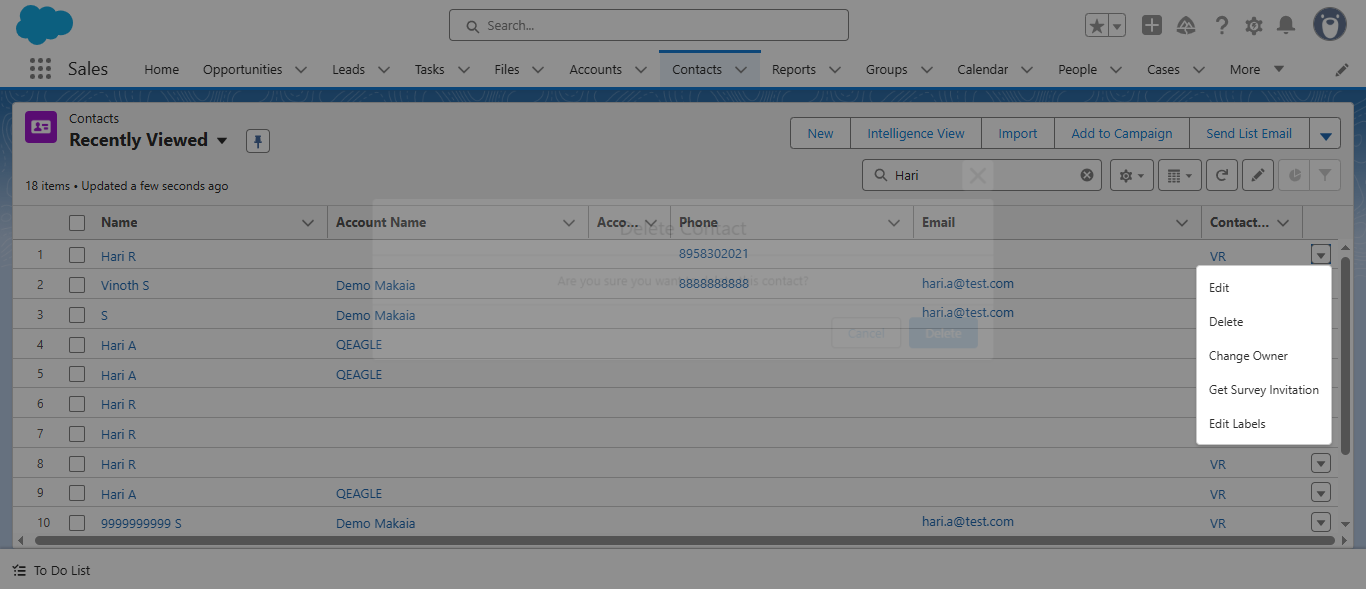 Search...
Sales
Home
Opportunities
Leads
Tasks
Files
Accounts
Contacts
Reports
Groups
Calendar
People
Cases
More
Contacts
Recently Viewed
New
Intelligence View
Import
Add to Campaign
Send List Email
18 items • Updated a few seconds ago
Hari
Name
Account Name
Acco...
Phone
Email
Contact...
Delete Contact
1
Hari R
8958302021
VR
Are you sure you want to delete this contact?
2
Vinoth S
Demo Makaia
8888888888
hari.a@test.com
3
S
Demo Makaia
hari.a@test.com
Cancel
Delete
4
Hari A
QEAGLE
5
Hari A
QEAGLE
6
Hari R
7
Hari R
Edit
Delete
Change Owner
Get Survey Invitation
Edit Labels
8
Hari R
VR
9
Hari A
QEAGLE
VR
10
9999999999 S
Demo Makaia
hari.a@test.com
VR
To Do List